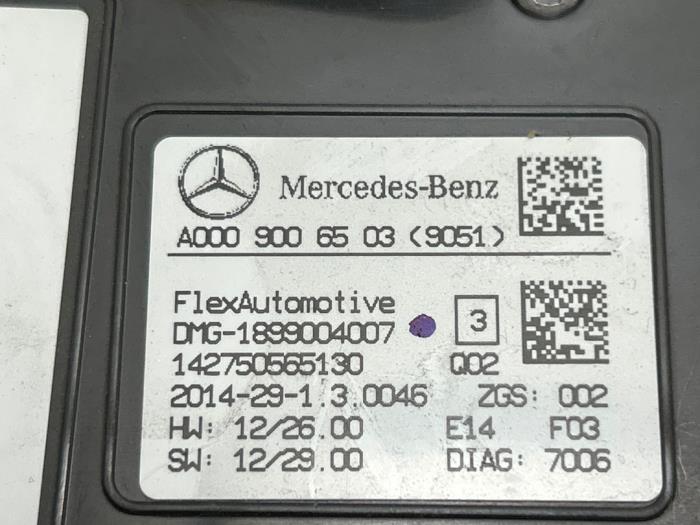 Mercedes-Benz
A000 900 65 03 (9051)
FlexAutomotive
DMG-1899004007 3
142750565130 Q02
2014-29-1.3.0046 ZGS: 002
HW: 12/26.00 E14 F03
SW: 12/29.00 DIAG: 7006